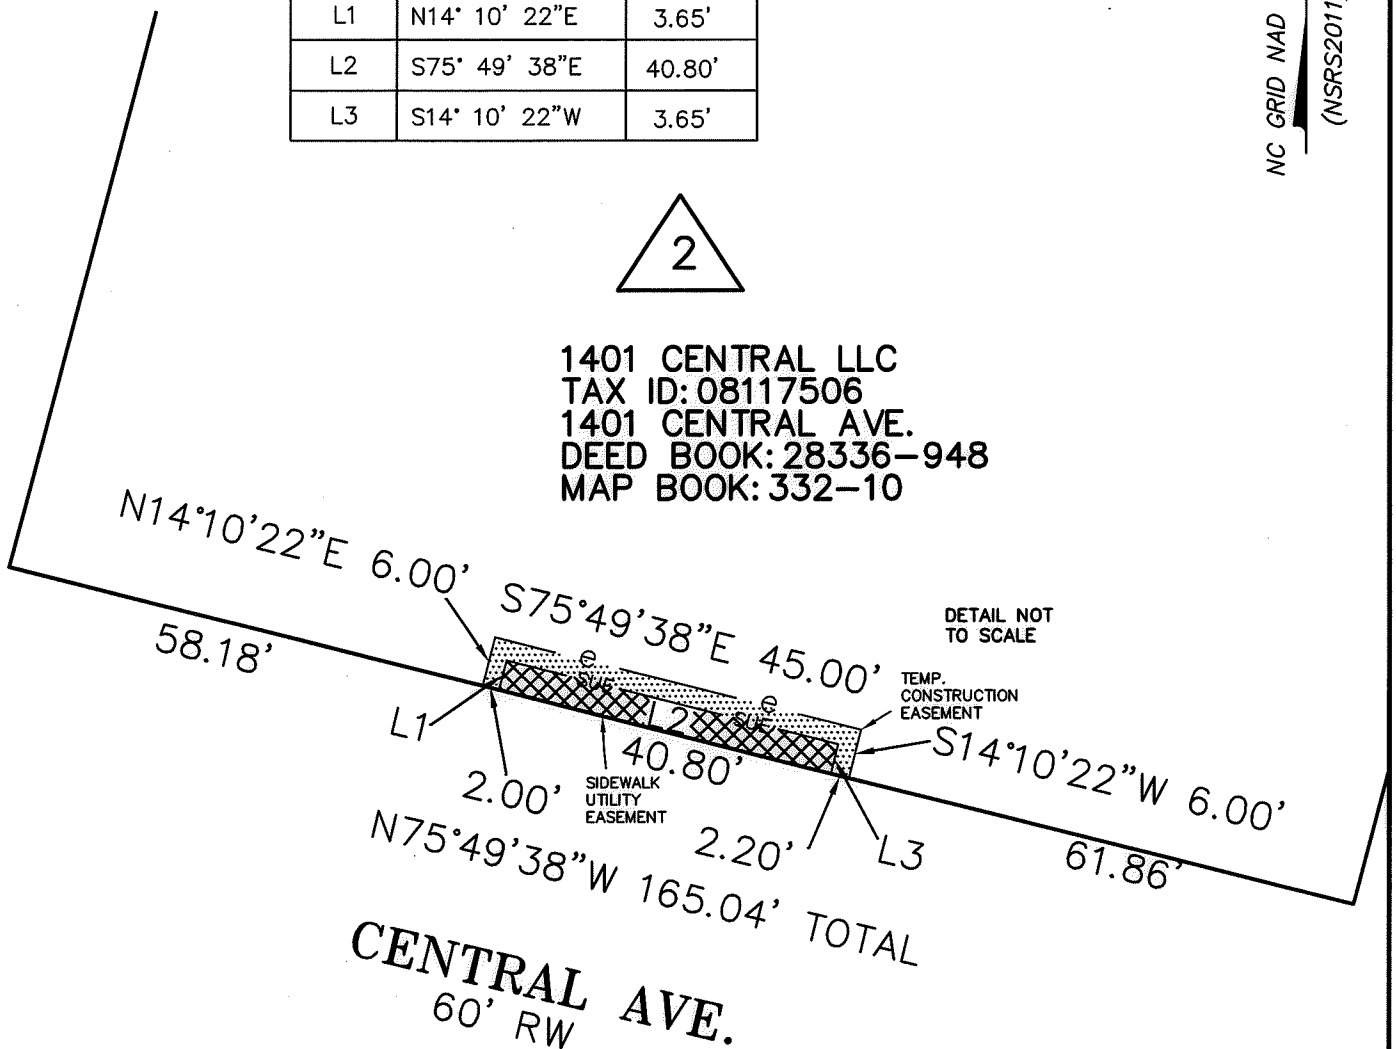 L1 N14° 10' 22"E 3.65'
L2 S75° 49' 38"E 40.80'
L3 S14° 10' 22"W 3.65'
NC GRID NAD
(NSRS2011)
2
1401 CENTRAL LLC
TAX ID: 08117506
1401 CENTRAL AVE.
DEED BOOK: 28336-948
MAP BOOK: 332-10
N14°10'22"E 6.00'
S75°49'38"E 45.00'
DETAIL NOT
TO SCALE
58.18'
TEMP.
CONSTRUCTION
EASEMENT
e
SUE
e
SUE
L1
L2
S14°10'22"W 6.00'
40.80'
2.00'
SIDEWALK
UTILITY
EASEMENT
2.20'
L3
61.86'
N75°49'38"W 165.04' TOTAL
CENTRAL AVE.
60' RW